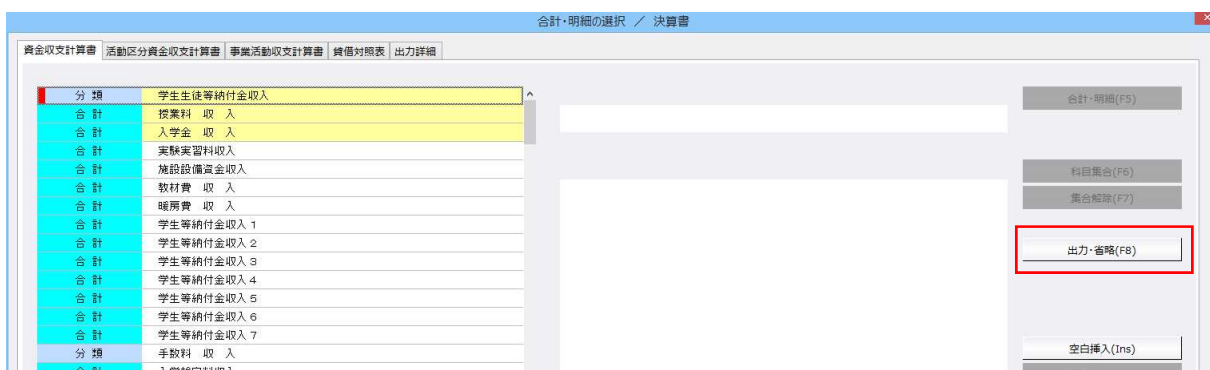 合計・明細の選択 ／ 決算書
資金収支計算書 活動区分資金収支計算書 事業活動収支計算書 貸借対照表 出力詳細
分 類 学生生徒等納付金収入
合 計 授業料 収 入
合 計 入学金 収 入
合 計 実験実習料収入
合 計 施設設備資金収入
合 計 教材費 収 入
合 計 暖房費 収 入
合 計 学生等納付金収入 1
合 計 学生等納付金収入 2
合 計 学生等納付金収入 3
合 計 学生等納付金収入 4
合 計 学生等納付金収入 5
合 計 学生等納付金収入 6
合 計 学生等納付金収入 7
分 類 手数料 収 入
合計・明細(F5)
科目集合(F6)
集合解除(F7)
出力・省略(F8)
空白挿入(Ins)